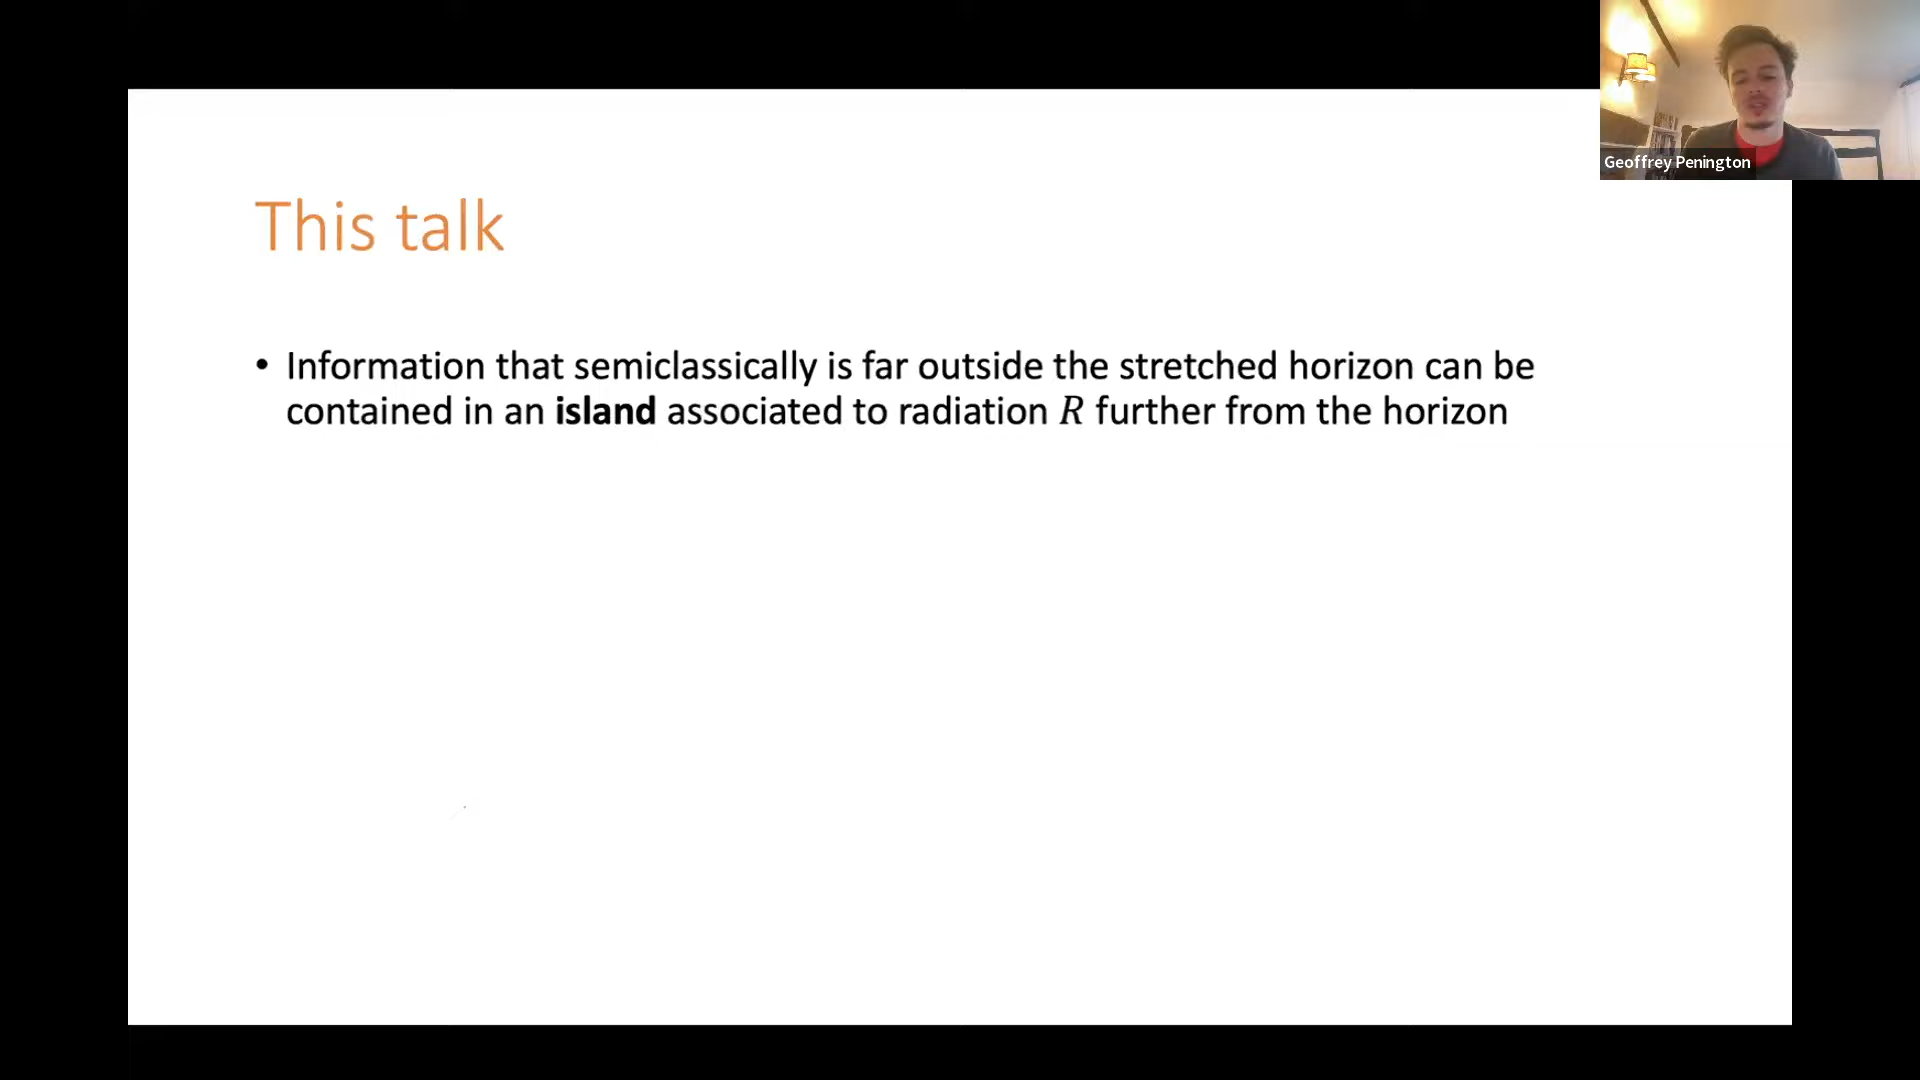 Geoffrey Penington
This talk
• Information that semiclassically is far outside the stretched horizon can be
contained in an island associated to radiation R further from the horizon